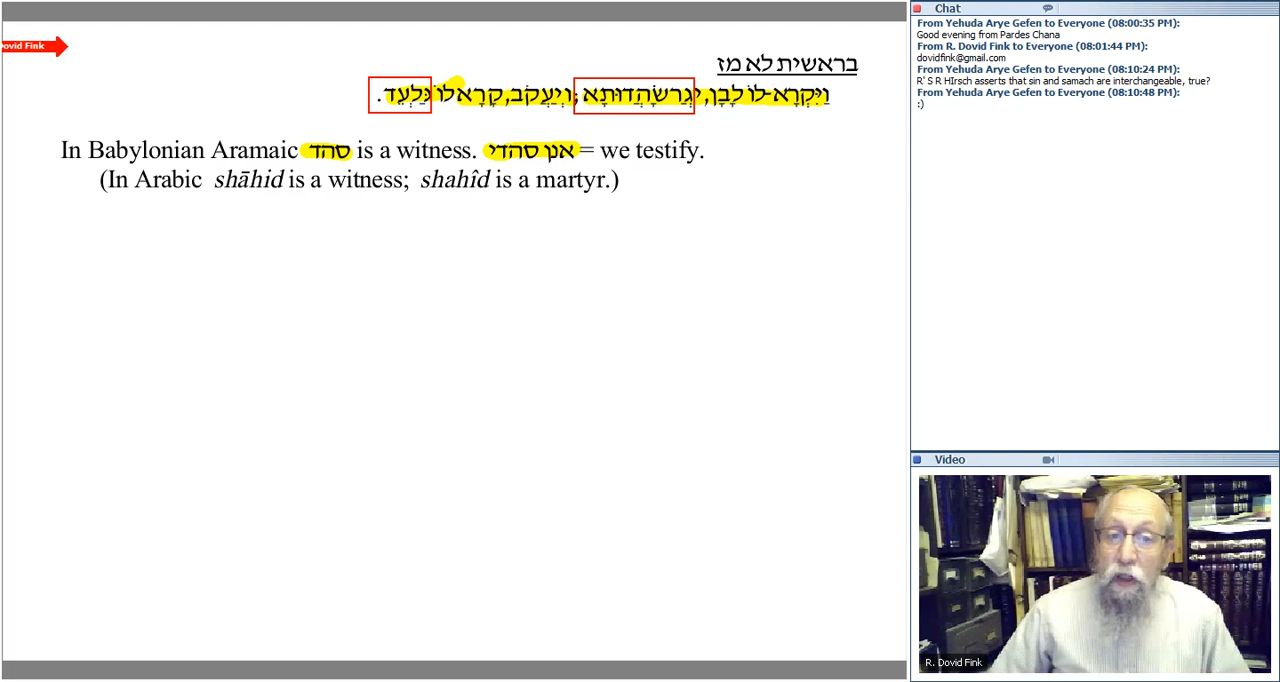 Dovid Fink
בראשית לא מז
וַיִּקְרָא-לוֹ לָבָן, יְגַר שָׂהֲדוּתָא; וְיַעֲקֹב, קָרָא לוֹ גַּלְעֵד.
In Babylonian Aramaic סהד is a witness. אנן סהדי = we testify.
(In Arabic shāhid is a witness; shahîd is a martyr.)
Chat
From Yehuda Arye Gefen to Everyone (08:00:35 PM):
Good evening from Pardes Chana
From R. Dovid Fink to Everyone (08:01:44 PM):
dovidfink@gmail.com
From Yehuda Arye Gefen to Everyone (08:10:24 PM):
R' S R HIrsch asserts that sin and samach are interchangeable, true?
From Yehuda Arye Gefen to Everyone (08:10:48 PM):
:)
Video
R. Dovid Fink